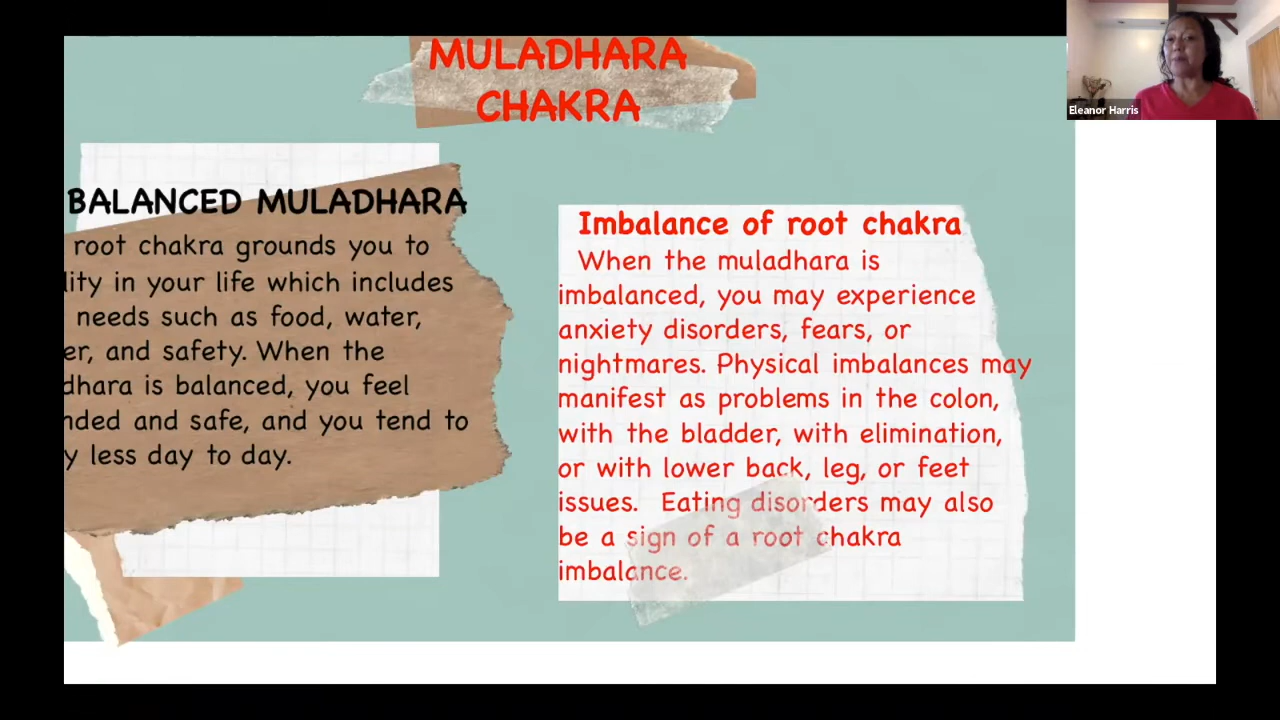 MULADHARA
CHAKRA
Eleanor Harris
BALANCED MULADHARA
root chakra grounds you to
lity in your life which includes
needs such as food, water,
er, and safety. When the
dhara is balanced, you feel
nded and safe, and you tend to
y less day to day.
Imbalance of root chakra
When the muladhara is
imbalanced, you may experience
anxiety disorders, fears, or
nightmares. Physical imbalances may
manifest as problems in the colon,
with the bladder, with elimination,
or with lower back, leg, or feet
issues. Eating disorders may also
be a sign of a root chakra
imbalance.